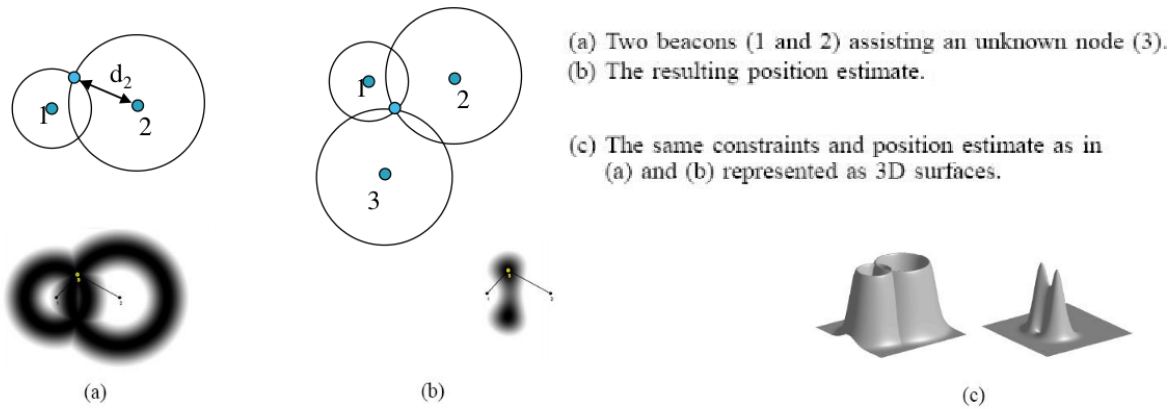 d2
1
2
1
2
3
(a) Two beacons (1 and 2) assisting an unknown node (3).
(b) The resulting position estimate.
(c) The same constraints and position estimate as in
(a) and (b) represented as 3D surfaces.
(a)
(b)
(c)